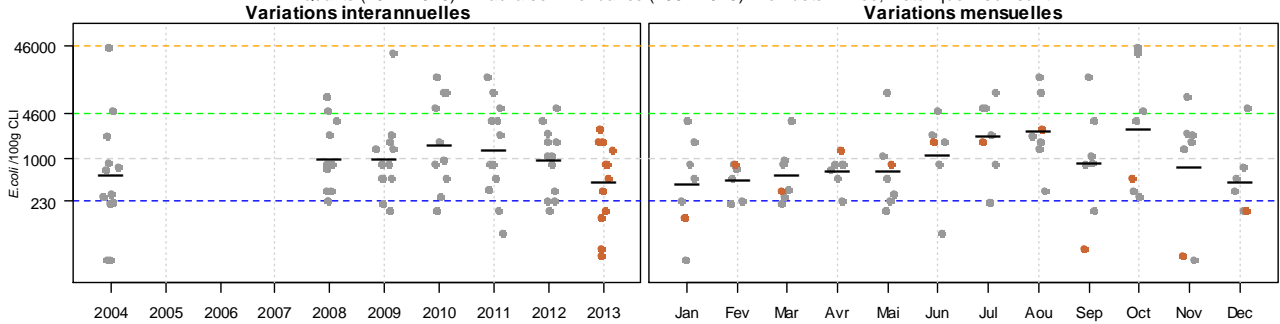 Variations interannuelles
Variations mensuelles
46000
4600
1000
230
E.coli/100g CLI
2004 2005 2006 2007 2008 2009 2010 2011 2012 2013
Jan Fev Mar Avr Mai Jun Jul Aou Sep Oct Nov Dec